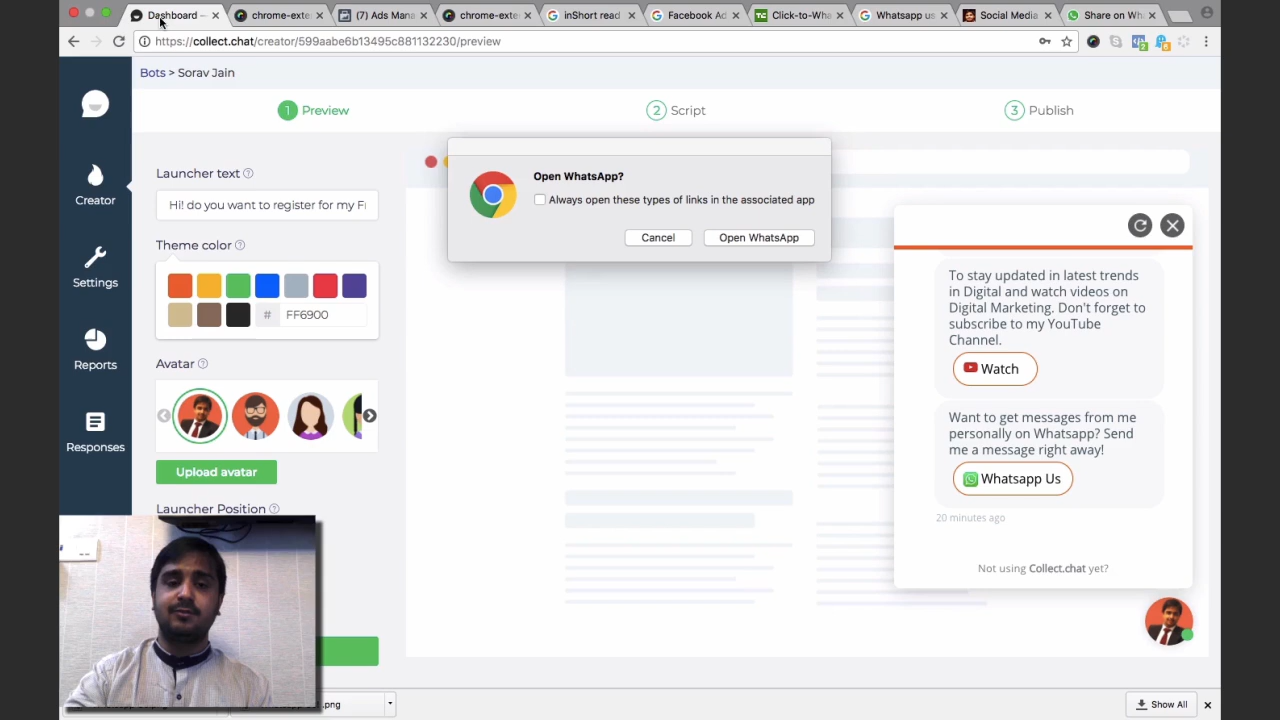 Dashboard –
chrome-exte
(7) Ads Mana
chrome-exte
inShort read
Facebook Ad
Click-to-Wha
Whatsapp us
Social Media
Share on Wh
https://collect.chat/creator/599aabe6b13495c881132230/preview
Bots > Sorav Jain
1 Preview
2 Script
3 Publish
Creator
Settings
Reports
Responses
Launcher text
Hi! do you want to register for my Fr
Theme color
# FF6900
Avatar
Upload avatar
Launcher Position
Open WhatsApp?
Always open these types of links in the associated app
Cancel
Open WhatsApp
To stay updated in latest trends
in Digital and watch videos on
Digital Marketing. Don't forget to
subscribe to my YouTube
Channel.
Watch
Want to get messages from me
personally on Whatsapp? Send
me a message right away!
Whatsapp Us
20 minutes ago
Not using Collect.chat yet?
.png
Show All